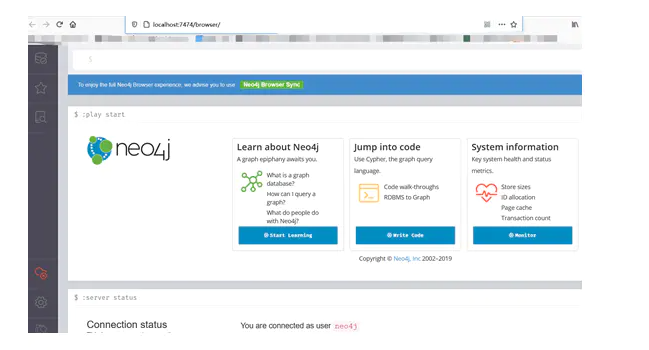 localhost:7474/browser/
$
To enjoy the full Neo4j Browser experience, we advise you to use Neo4j Browser Sync
$ :play start
neo4j
Learn about Neo4j
A graph epiphany awaits you.
What is a graph
database?
How can I query a
graph?
What do people do
with Neo4j?
Start Learning
Jump into code
Use Cypher, the graph query
language.
Code walk-throughs
RDBMS to Graph
Write Code
System information
Key system health and status
metrics.
Store sizes
ID allocation
Page cache
Transaction count
Monitor
Copyright © Neo4j, Inc 2002–2019
$ :server status
Connection status
You are connected as user neo4j